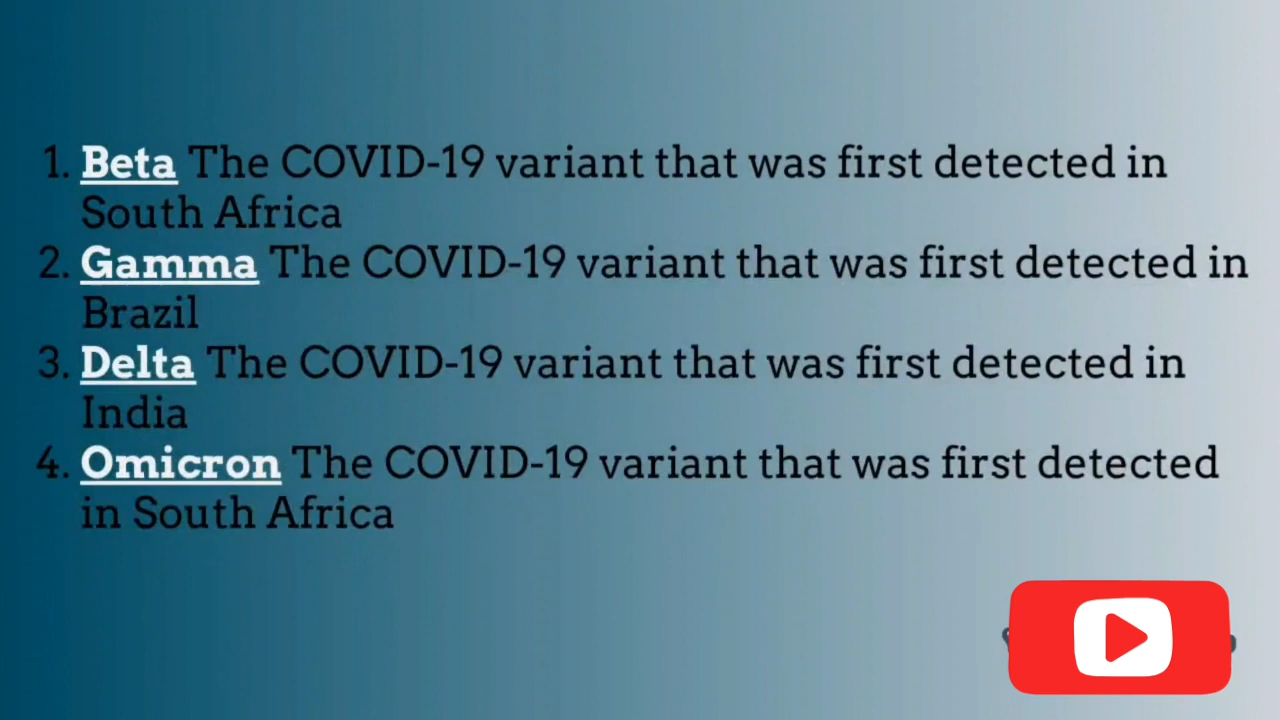 1. Beta The COVID-19 variant that was first detected in
South Africa
2. Gamma The COVID-19 variant that was first detected in
Brazil
3. Delta The COVID-19 variant that was first detected in
India
4. Omicron The COVID-19 variant that was first detected
in South Africa